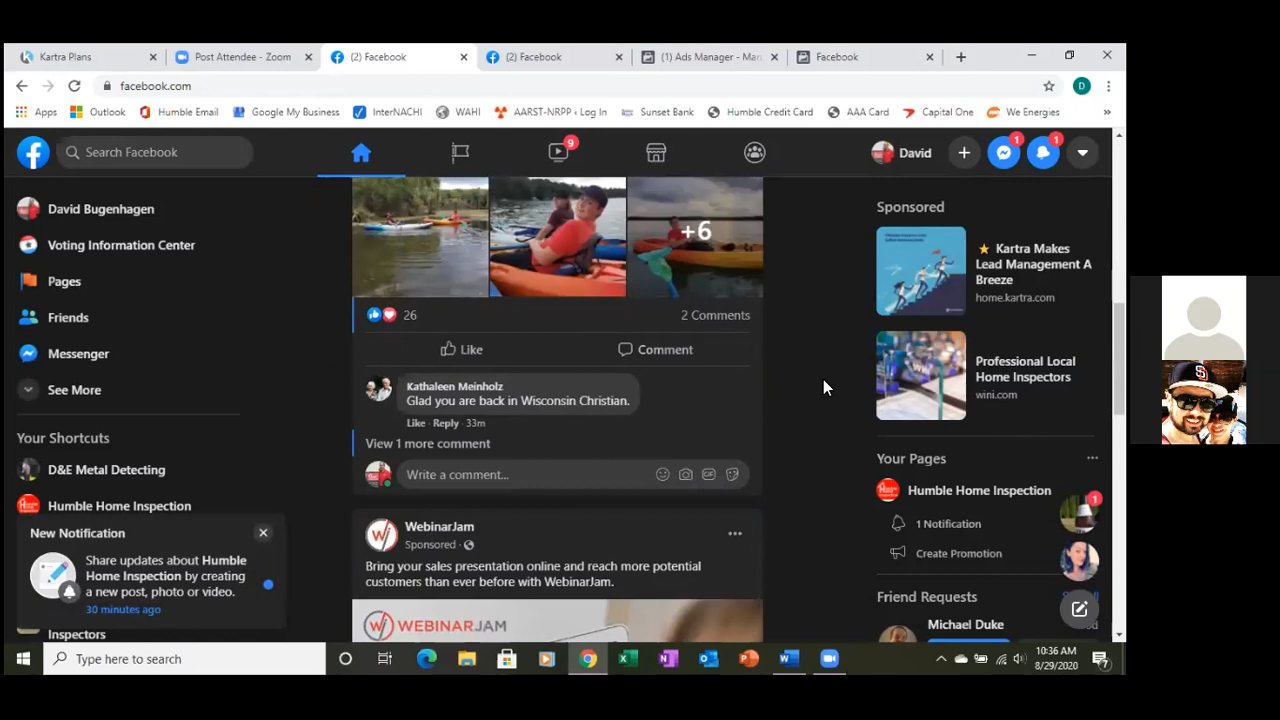 Kartra Plans
Post Attendee - Zoom
(2) Facebook
(2) Facebook
(1) Ads Manager - Man
Facebook
facebook.com
D
Apps
Outlook
Humble Email
Google My Business
InterNACHI
WAHI
AARST-NRPP ‹ Log In
Sunset Bank
Humble Credit Card
AAA Card
Capital One
We Energies
»
Search Facebook
9
David
1
1
David Bugenhagen
Voting Information Center
Pages
Friends
Messenger
See More
Your Shortcuts
D&E Metal Detecting
Humble Home Inspection
New Notification
Share updates about Humble
Home Inspection by creating
a new post, photo or video.
30 minutes ago
Inspectors
+6
26
2 Comments
Like
Comment
Kathaleen Meinholz
Glad you are back in Wisconsin Christian.
Like · Reply · 33m
View 1 more comment
Write a comment...
WebinarJam
Sponsored ·
Bring your sales presentation online and reach more potential
customers than ever before with WebinarJam.
WEBINARJAM
Sponsored
Kartra Makes
Lead Management A
Breeze
home.kartra.com
Professional Local
Home Inspectors
wini.com
Your Pages
Humble Home Inspection
1
1 Notification
Create Promotion
Friend Requests
Michael Duke
Type here to search
10:36 AM
8/29/2020
7